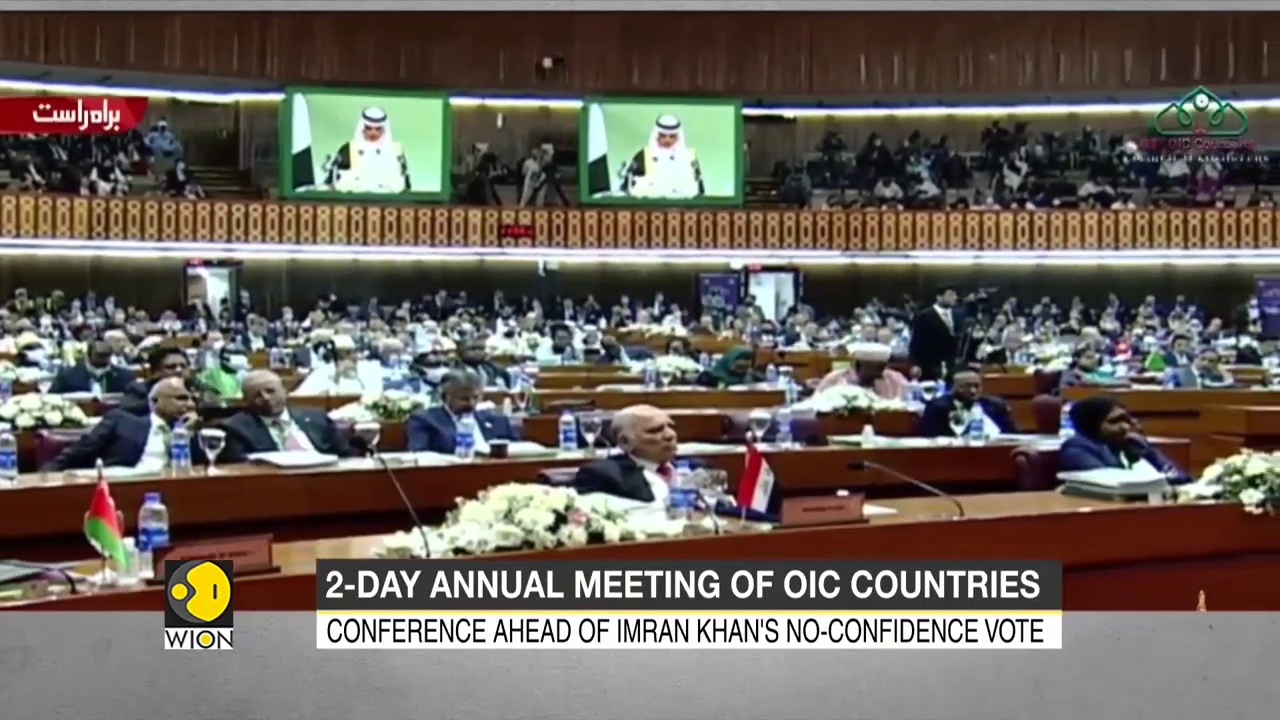 براہ راست
2-DAY ANNUAL MEETING OF OIC COUNTRIES
CONFERENCE AHEAD OF IMRAN KHAN'S NO-CONFIDENCE VOTE
WION